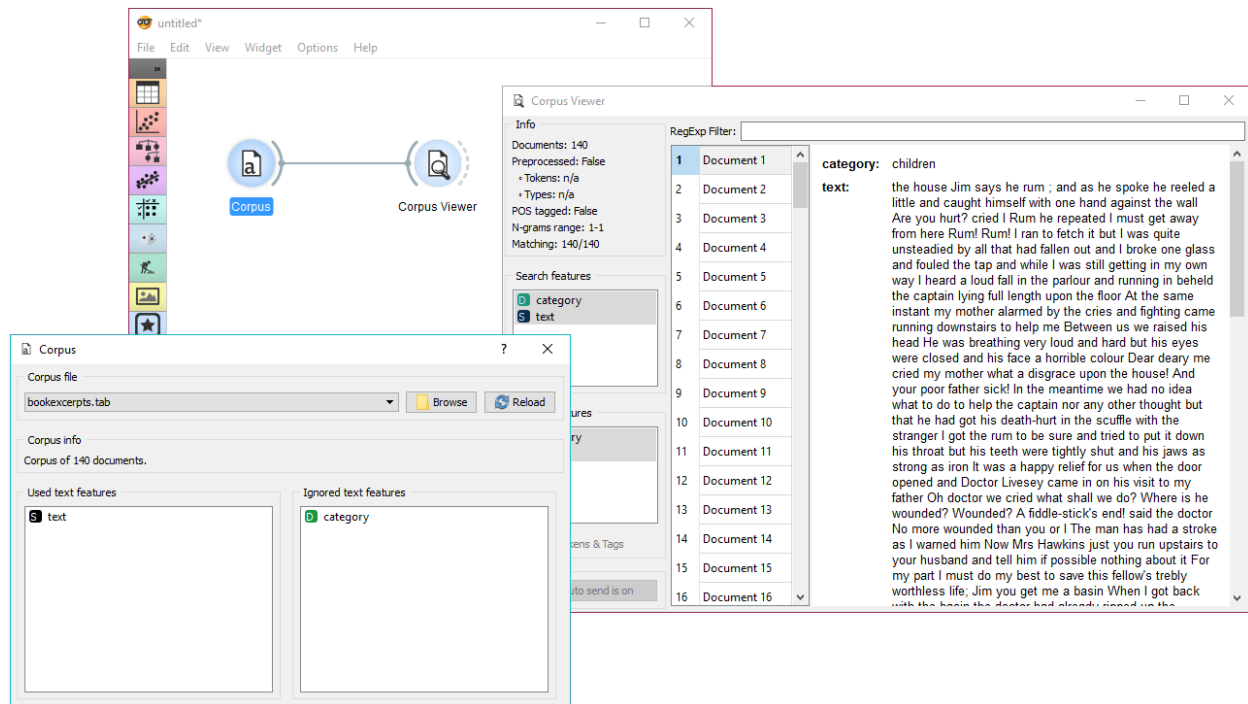 untitled*
File Edit View Widget Options Help
»
a
Corpus
Corpus Viewer
Corpus Viewer
Info
Documents: 140
Preprocessed: False
◦ Tokens: n/a
◦ Types: n/a
POS tagged: False
N-grams range: 1-1
Matching: 140/140
Search features
D category
S text
ures
ry
kens & Tags
uto send is on
RegExp Filter:
1 Document 1
2 Document 2
3 Document 3
4 Document 4
5 Document 5
6 Document 6
7 Document 7
8 Document 8
9 Document 9
10 Document 10
11 Document 11
12 Document 12
13 Document 13
14 Document 14
15 Document 15
16 Document 16
category: children
text: the house Jim says he rum ; and as he spoke he reeled a
little and caught himself with one hand against the wall
Are you hurt? cried I Rum he repeated I must get away
from here Rum! Rum! I ran to fetch it but I was quite
unsteadied by all that had fallen out and I broke one glass
and fouled the tap and while I was still getting in my own
way I heard a loud fall in the parlour and running in beheld
the captain lying full length upon the floor At the same
instant my mother alarmed by the cries and fighting came
running downstairs to help me Between us we raised his
head He was breathing very loud and hard but his eyes
were closed and his face a horrible colour Dear deary me
cried my mother what a disgrace upon the house! And
your poor father sick! In the meantime we had no idea
what to do to help the captain nor any other thought but
that he had got his death-hurt in the scuffle with the
stranger I got the rum to be sure and tried to put it down
his throat but his teeth were tightly shut and his jaws as
strong as iron It was a happy relief for us when the door
opened and Doctor Livesey came in on his visit to my
father Oh doctor we cried what shall we do? Where is he
wounded? Wounded? A fiddle-stick's end! said the doctor
No more wounded than you or I The man has had a stroke
as I warned him Now Mrs Hawkins just you run upstairs to
your husband and tell him if possible nothing about it For
my part I must do my best to save this fellow's trebly
worthless life; Jim you get me a basin When I got back
with the basin the doctor had already ripped up the
a Corpus ?
Corpus file
bookexcerpts.tab Browse Reload
Corpus info
Corpus of 140 documents.
Used text features
S text
Ignored text features
D category